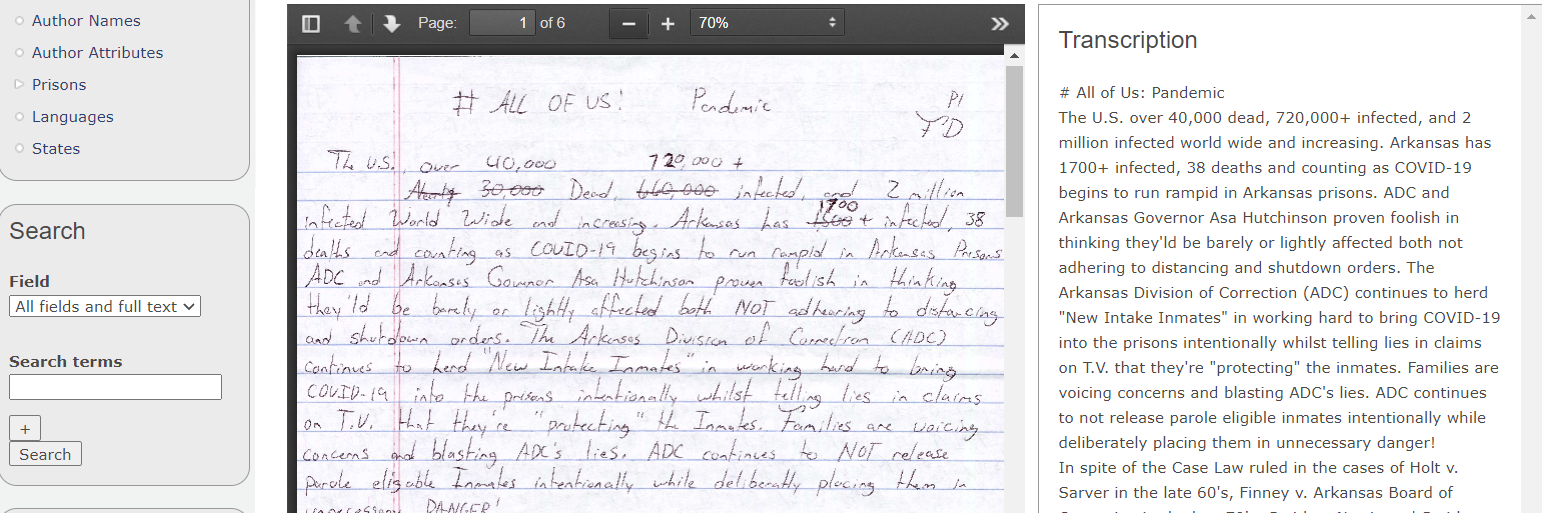 Author Names
Author Attributes
Prisons
Languages
States
Search
Field
All fields and full text
Search terms
+
Search
Page: 1 of 6
− + 70%
# ALL OF US! Pandemic P1
The U.S., over 40,000 720,000 +
Nearly 30,000 Dead, 660,000 infected, and 2 million
1700
infected World Wide and increasing. Arkansas has 1500 + infected, 38
deaths and counting as COVID-19 begins to run rampid in Arkansas Prisons
ADC and Arkansas Govenor Asa Hutchinson proven foolish in thinking
they'ld be barely or lightly affected both NOT adhearing to distancing
and shutdown orders. The Arkansas Division of Correction (ADC)
continues to herd "New Intake Inmates" in working hard to bring
COVID-19 into the prisons intentionally whilst telling lies in claims
on T.V. that they're "protecting" the Inmates. Families are voicing
concerns and blasting ADC's lies. ADC continues to NOT release
parole eligable Inmates intentionally while deliberatly placing them in
unnecessary DANGER!
Transcription
# All of Us: Pandemic
The U.S. over 40,000 dead, 720,000+ infected, and 2
million infected world wide and increasing. Arkansas has
1700+ infected, 38 deaths and counting as COVID-19
begins to run rampid in Arkansas prisons. ADC and
Arkansas Governor Asa Hutchinson proven foolish in
thinking they'ld be barely or lightly affected both not
adhering to distancing and shutdown orders. The
Arkansas Division of Correction (ADC) continues to herd
"New Intake Inmates" in working hard to bring COVID-19
into the prisons intentionally whilst telling lies in claims
on T.V. that they're "protecting" the inmates. Families are
voicing concerns and blasting ADC's lies. ADC continues
to not release parole eligible inmates intentionally while
deliberately placing them in unnecessary danger!
In spite of the Case Law ruled in the cases of Holt v.
Sarver in the late 60's, Finney v. Arkansas Board of